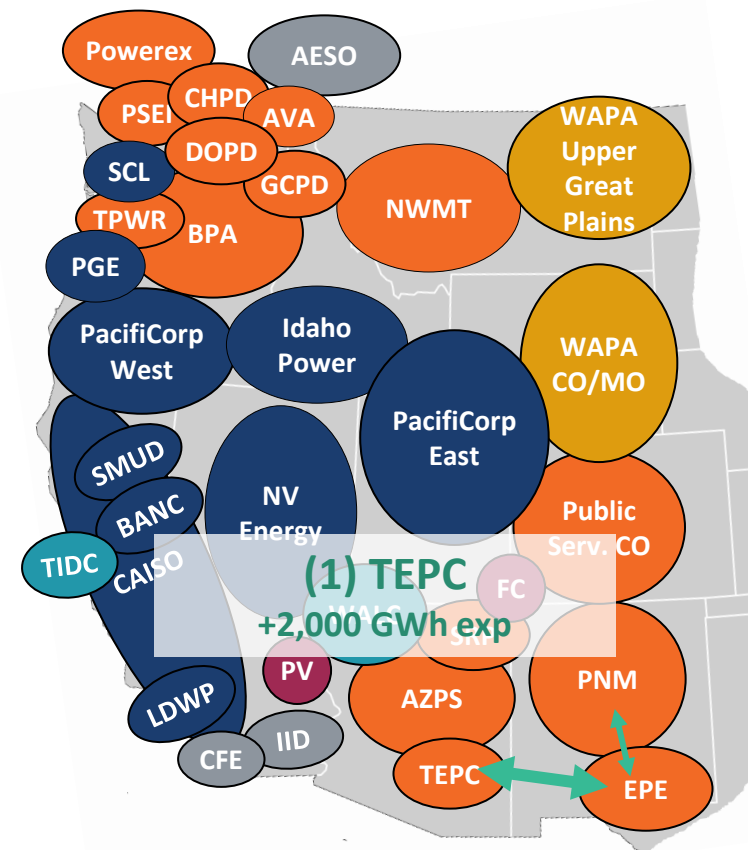 Powerex
AESO
CHPD
PSEI
AVA
WAPA
Upper
Great
Plains
DOPD
SCL
GCPD
NWMT
TPWR
BPA
PGE
PacifiCorp
West
Idaho
Power
WAPA
CO/MO
PacifiCorp
East
SMUD
NV
Energy
BANC
Public
Serv. CO
TIDC
CAISO
(1) TEPC
+2,000 GWh exp
FC
WALC
SRP
PV
LDWP
AZPS
PNM
CFE
IID
TEPC
EPE